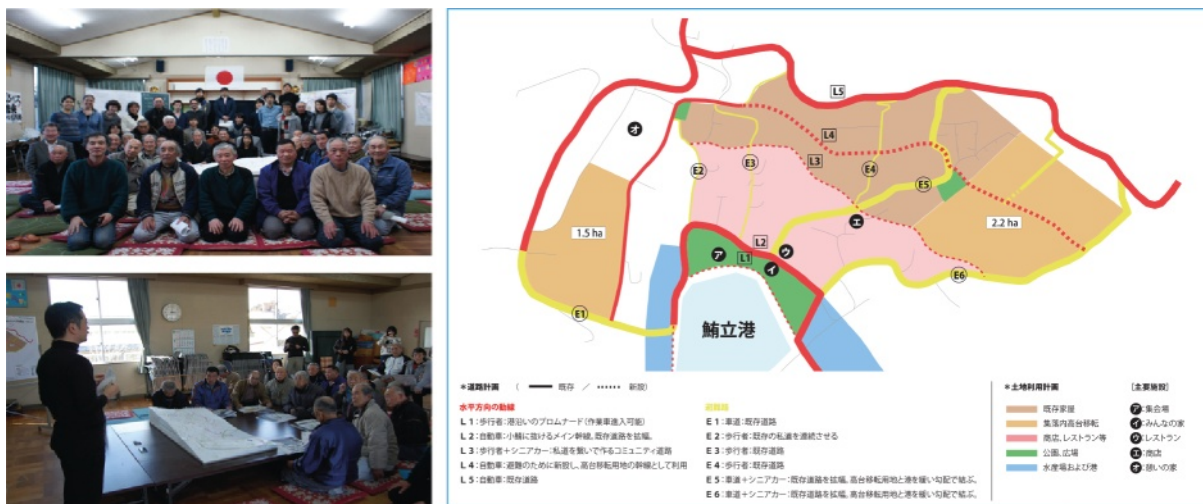 L5
オ
L4
L3
E3
E2
E4
E5
エ
1.5 ha
2.2 ha
L2
ウ
ア
L1
イ
E6
鮪立港
E1
＊道路計画 （ 既存 ／ 新設）
水平方向の動線
L1：歩行者：港沿いのプロムナード（作業車進入可能）
L2：自動車：小鯖に抜けるメイン幹線。既存道路を拡幅。
L3：歩行者＋シニアカー：私道を繋いで作るコミュニティ道路
L4：自動車：避難のために新設し、高台移転用地の幹線として利用
L5：自動車：既存道路
避難路
E1：車道：既存道路
E2：歩行者：既存の私道を連続させる
E3：歩行者：既存道路
E4：歩行者：既存道路
E5：車道＋シニアカー：既存道路を拡幅。高台移転用地と港を緩い勾配で結ぶ。
E6：車道＋シニアカー：既存道路を拡幅。高台移転用地と港を緩い勾配で結ぶ。
＊土地利用計画
既存家屋
集落内高台移転
商店、レストラン等
公園、広場
水産場および港
［主要施設］
ア：集会場
イ：みんなの家
ウ：レストラン
エ：商店
オ：憩いの家